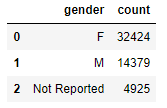 gender count
0 F 32424
1 M 14379
2 Not Reported 4925